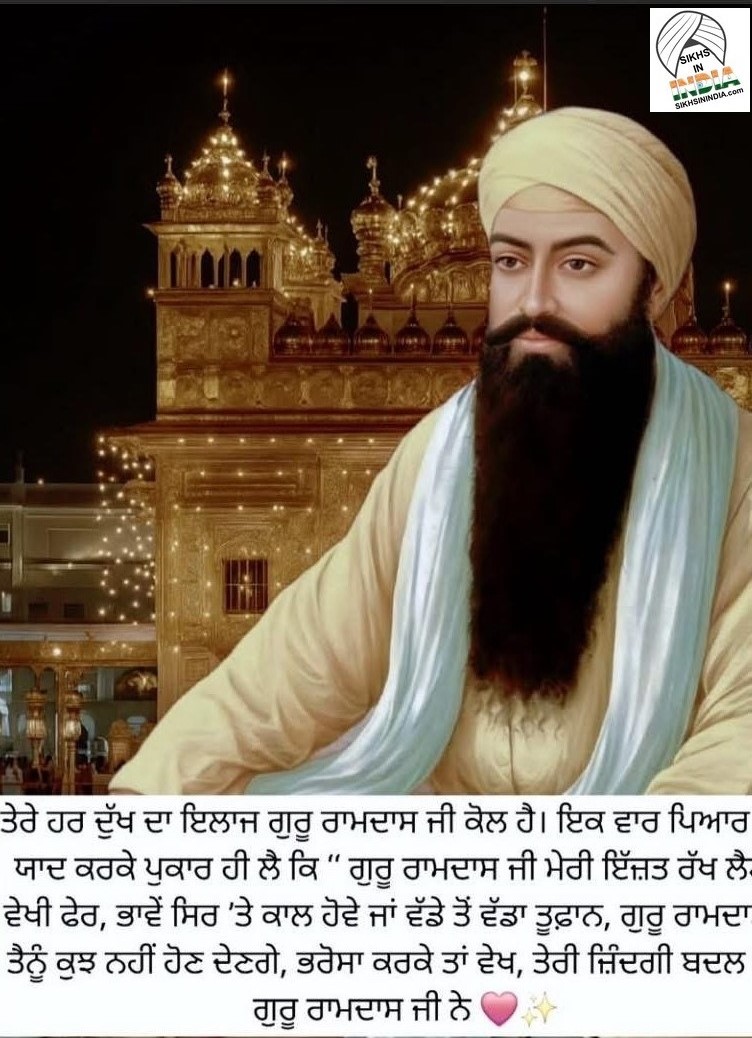 SIKHS
IN
INDIA
SIKHSININDIA.com
ਤੇਰੇ ਹਰ ਦੁੱਖ ਦਾ ਇਲਾਜ ਗੁਰੂ ਰਾਮਦਾਸ ਜੀ ਕੋਲ ਹੈ। ਇਕ ਵਾਰ ਪਿਆਰ
ਯਾਦ ਕਰਕੇ ਪੁਕਾਰ ਹੀ ਲੈ ਕਿ “ ਗੁਰੂ ਰਾਮਦਾਸ ਜੀ ਮੇਰੀ ਇੱਜ਼ਤ ਰੱਖ
ਵੇਖੀ ਫੇਰ, ਭਾਵੇਂ ਸਿਰ 'ਤੇ ਕਾਲ ਹੋਵੇ ਜਾਂ ਵੱਡੇ ਤੋਂ ਵੱਡਾ ਤੂਫ਼ਾਨ, ਗੁਰੂ ਰਾਮਦਾ
ਤੈਨੂੰ ਕੁਝ ਨਹੀਂ ਹੋਣ ਦੇਣਗੇ, ਭਰੋਸਾ ਕਰਕੇ ਤਾਂ ਵੇਖ, ਤੇਰੀ ਜ਼ਿੰਦਗੀ ਬਦਲ
ਗੁਰੂ ਰਾਮਦਾਸ ਜੀ ਨੇ 💗✨